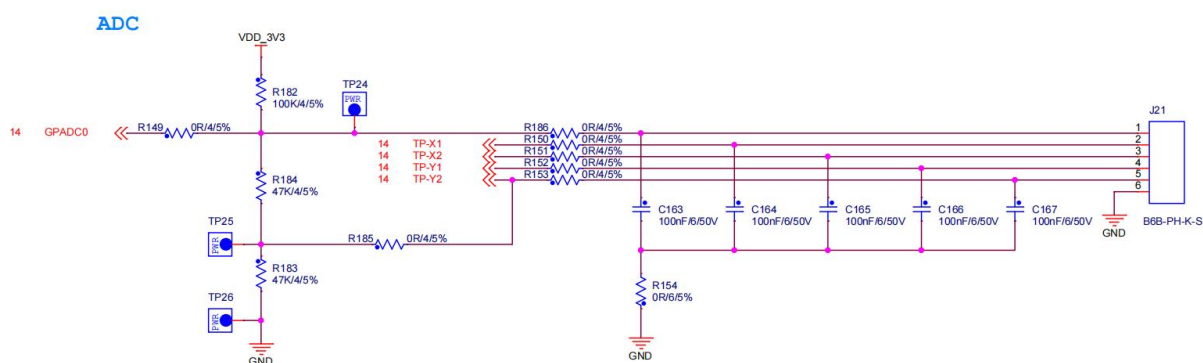 ADC
VDD_3V3
R182
100K/4/5%
TP24
PWR
J21
14 GPADC0
R149 0R/4/5%
R186 0R/4/5%
R150 0R/4/5%
R151 0R/4/5%
R152 0R/4/5%
R153 0R/4/5%
14 TP-X1
14 TP-X2
14 TP-Y1
14 TP-Y2
1
2
3
4
5
6
R184
47K/4/5%
C163
100nF/6/50V
C164
100nF/6/50V
C165
100nF/6/50V
C166
100nF/6/50V
C167
100nF/6/50V
GND
B6B-PH-K-S
TP25
PWR
R185 0R/4/5%
R183
47K/4/5%
TP26
PWR
R154
0R/6/5%
GND
GND